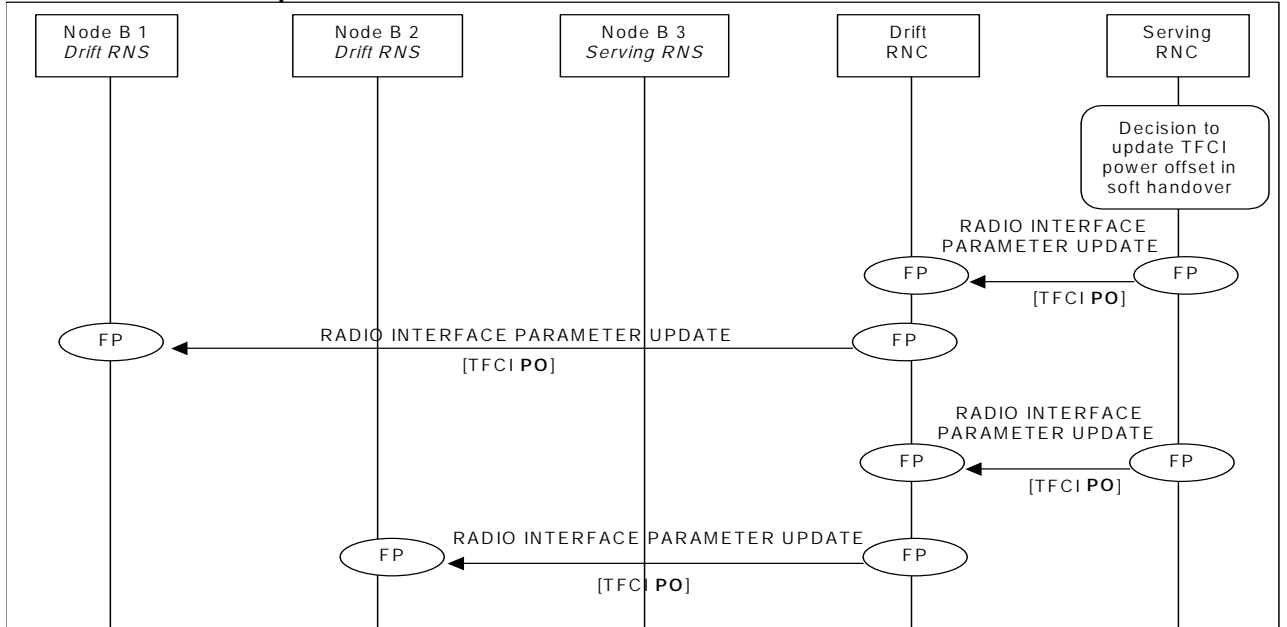 Node B 1
Drift RNS
Node B 2
Drift RNS
Node B 3
Serving RNS
Drift
RNC
Serving
RNC
Decision to
update TFCI
power offset in
soft handover
RADIO INTERFACE
PARAMETER UPDATE
FP
FP
[TFCI PO]
FP
RADIO INTERFACE PARAMETER UPDATE
FP
[TFCI PO]
RADIO INTERFACE
PARAMETER UPDATE
FP
FP
[TFCI PO]
FP
RADIO INTERFACE PARAMETER UPDATE
FP
[TFCI PO]